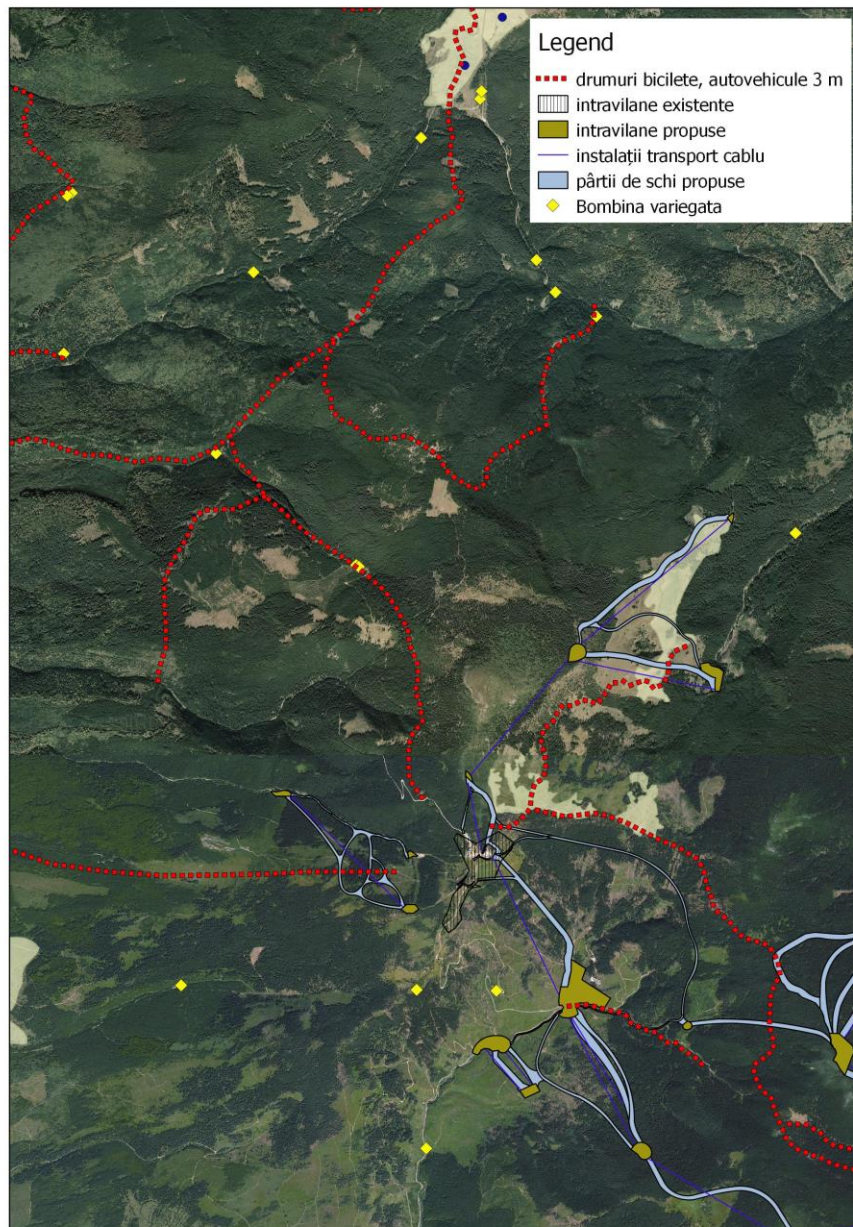 Legend
drumuri bicilete, autovehicule 3 m
intravilane existente
intravilane propuse
instalații transport cablu
pârtii de schi propuse
Bombina variegata